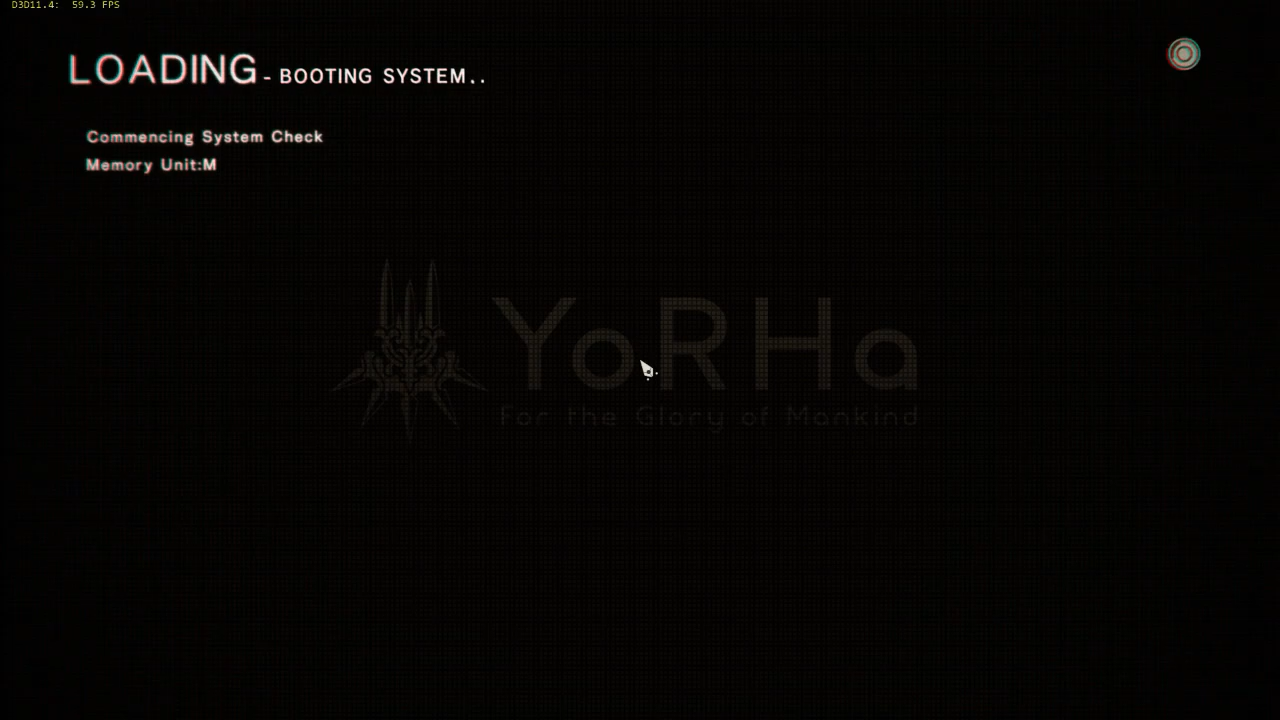 D3D11.4: 59.3 FPS
LOADING - BOOTING SYSTEM..
Commencing System Check
Memory Unit:M
YoRHa
For the Glory of Mankind